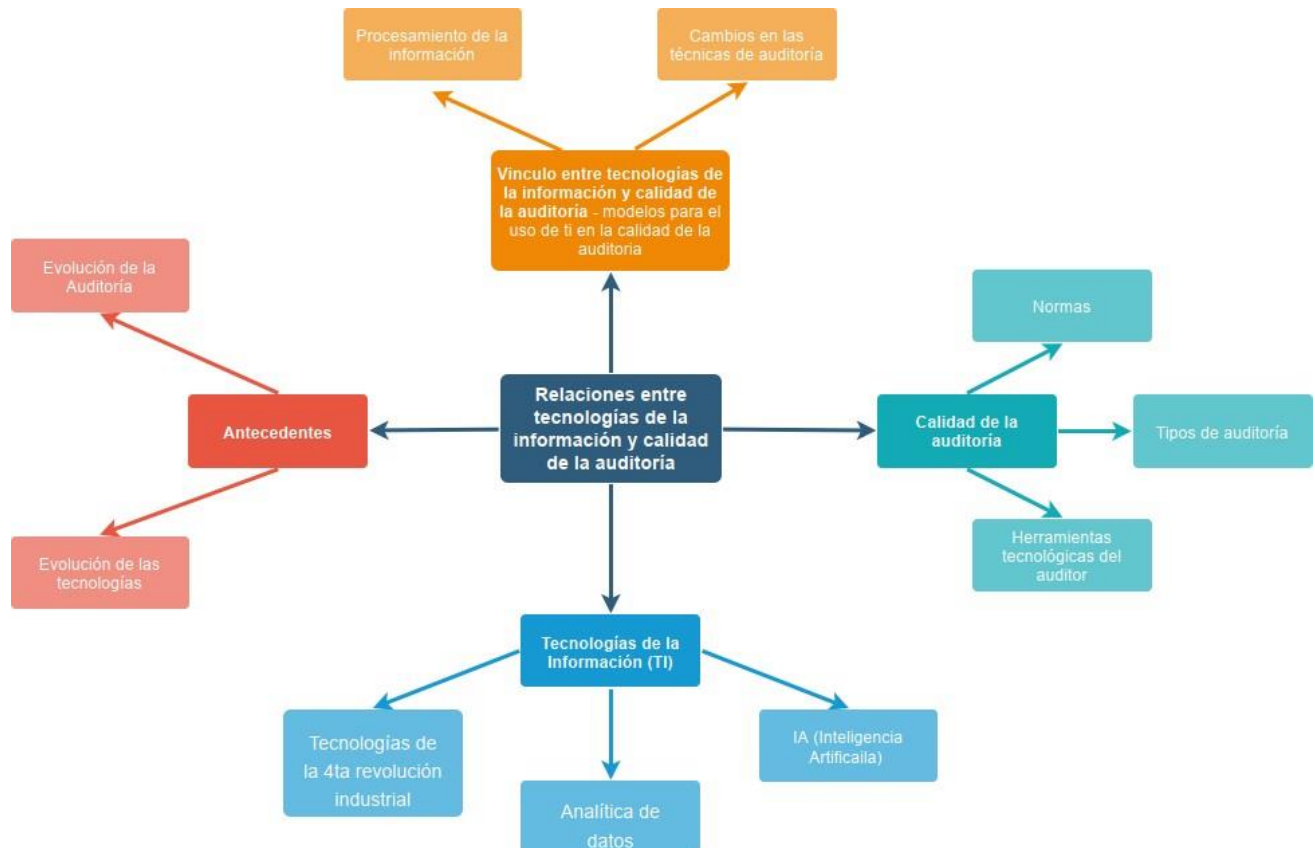 Procesamiento de la
información
Cambios en las
técnicas de auditoría
Vinculo entre tecnologías de
la información y calidad de
la auditoría - modelos para el
uso de ti en la calidad de la
auditoria
Evolución de la
Auditoría
Normas
Relaciones entre
tecnologías de la
información y calidad
de la auditoría
Antecedentes
Calidad de la
auditoría
Tipos de auditoría
Evolución de las
tecnologías
Herramientas
tecnológicas del
auditor
Tecnologías de la
Información (TI)
Tecnologías de
la 4ta revolución
industrial
IA (Inteligencia
Artificaila)
Analítica de
datos